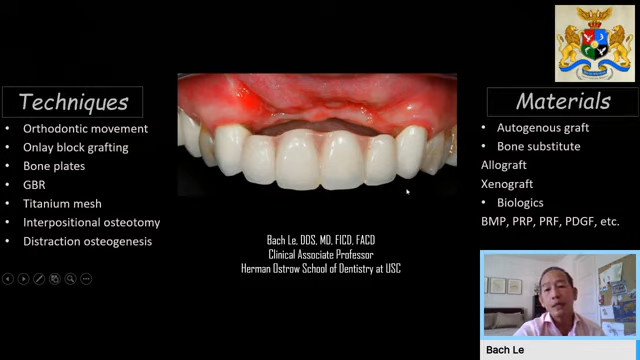 Techniques
• Orthodontic movement
• Onlay block grafting
• Bone plates
• GBR
• Titanium mesh
• Interpositional osteotomy
• Distraction osteogenesis
Bach Le, DDS, MD, FICD, FACD
Clinical Associate Professor
Herman Ostrow School of Dentistry at USC
Materials
• Autogenous graft
• Bone substitute
Allograft
Xenograft
• Biologics
BMP, PRP, PRF, PDGF, etc.
Bach Le